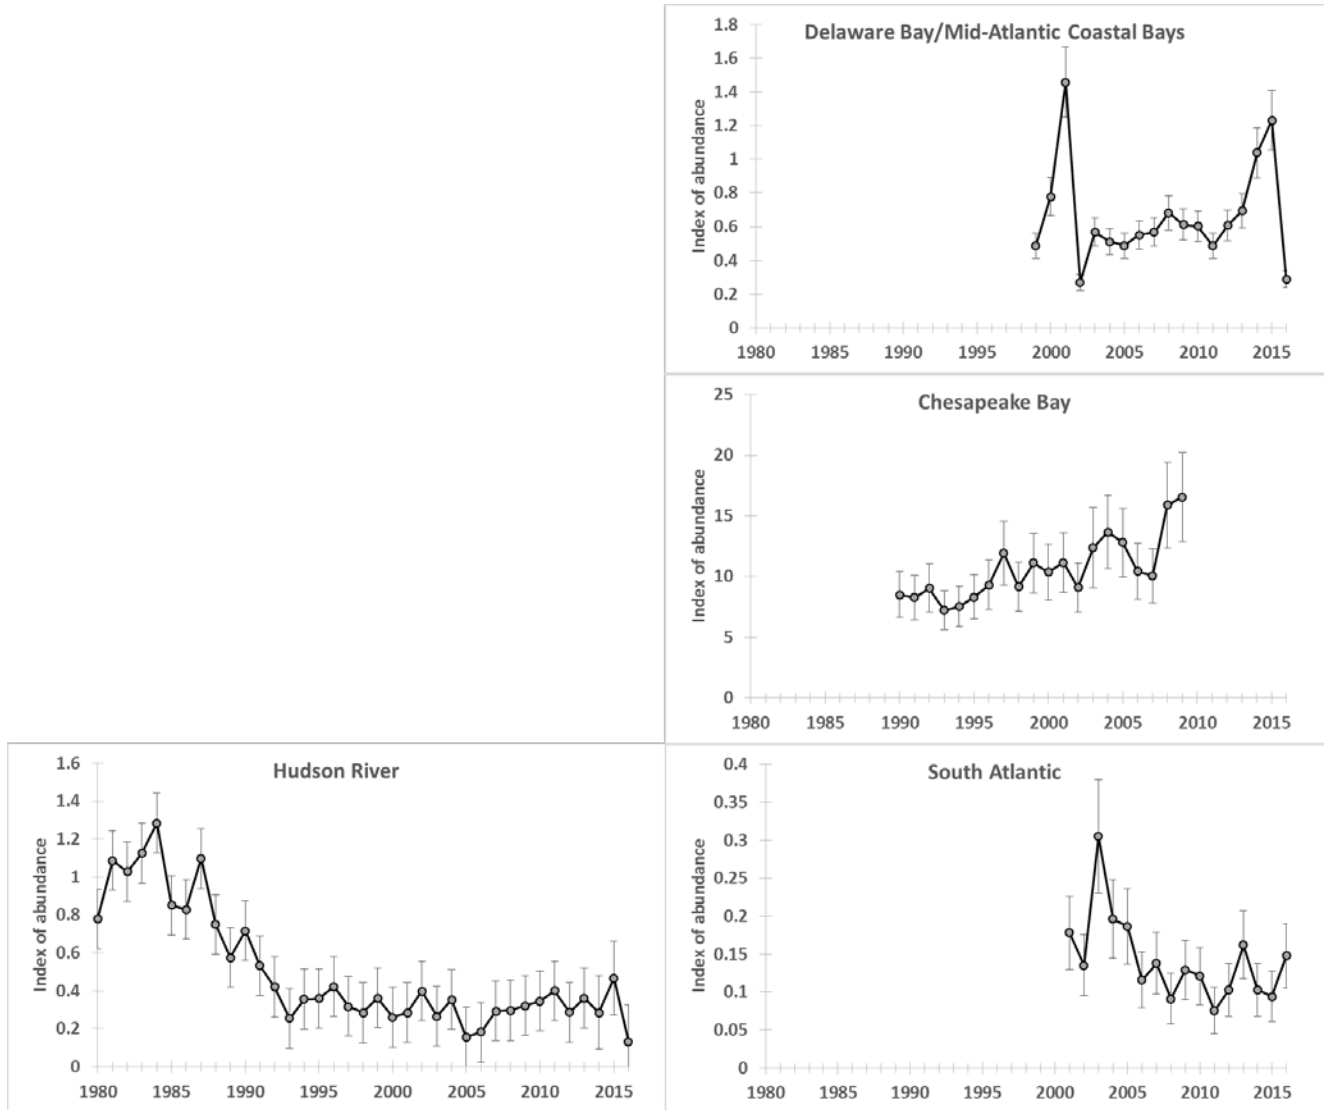 Delaware Bay/Mid-Atlantic Coastal Bays
Index of abundance
1.8
1.6
1.4
1.2
1
0.8
0.6
0.4
0.2
0
1980 1985 1990 1995 2000 2005 2010 2015
Chesapeake Bay
Index of abundance
25
20
15
10
5
0
1980 1985 1990 1995 2000 2005 2010 2015
Hudson River
Index of abundance
1.6
1.4
1.2
1
0.8
0.6
0.4
0.2
0
1980 1985 1990 1995 2000 2005 2010 2015
South Atlantic
Index of abundance
0.4
0.35
0.3
0.25
0.2
0.15
0.1
0.05
0
1980 1985 1990 1995 2000 2005 2010 2015